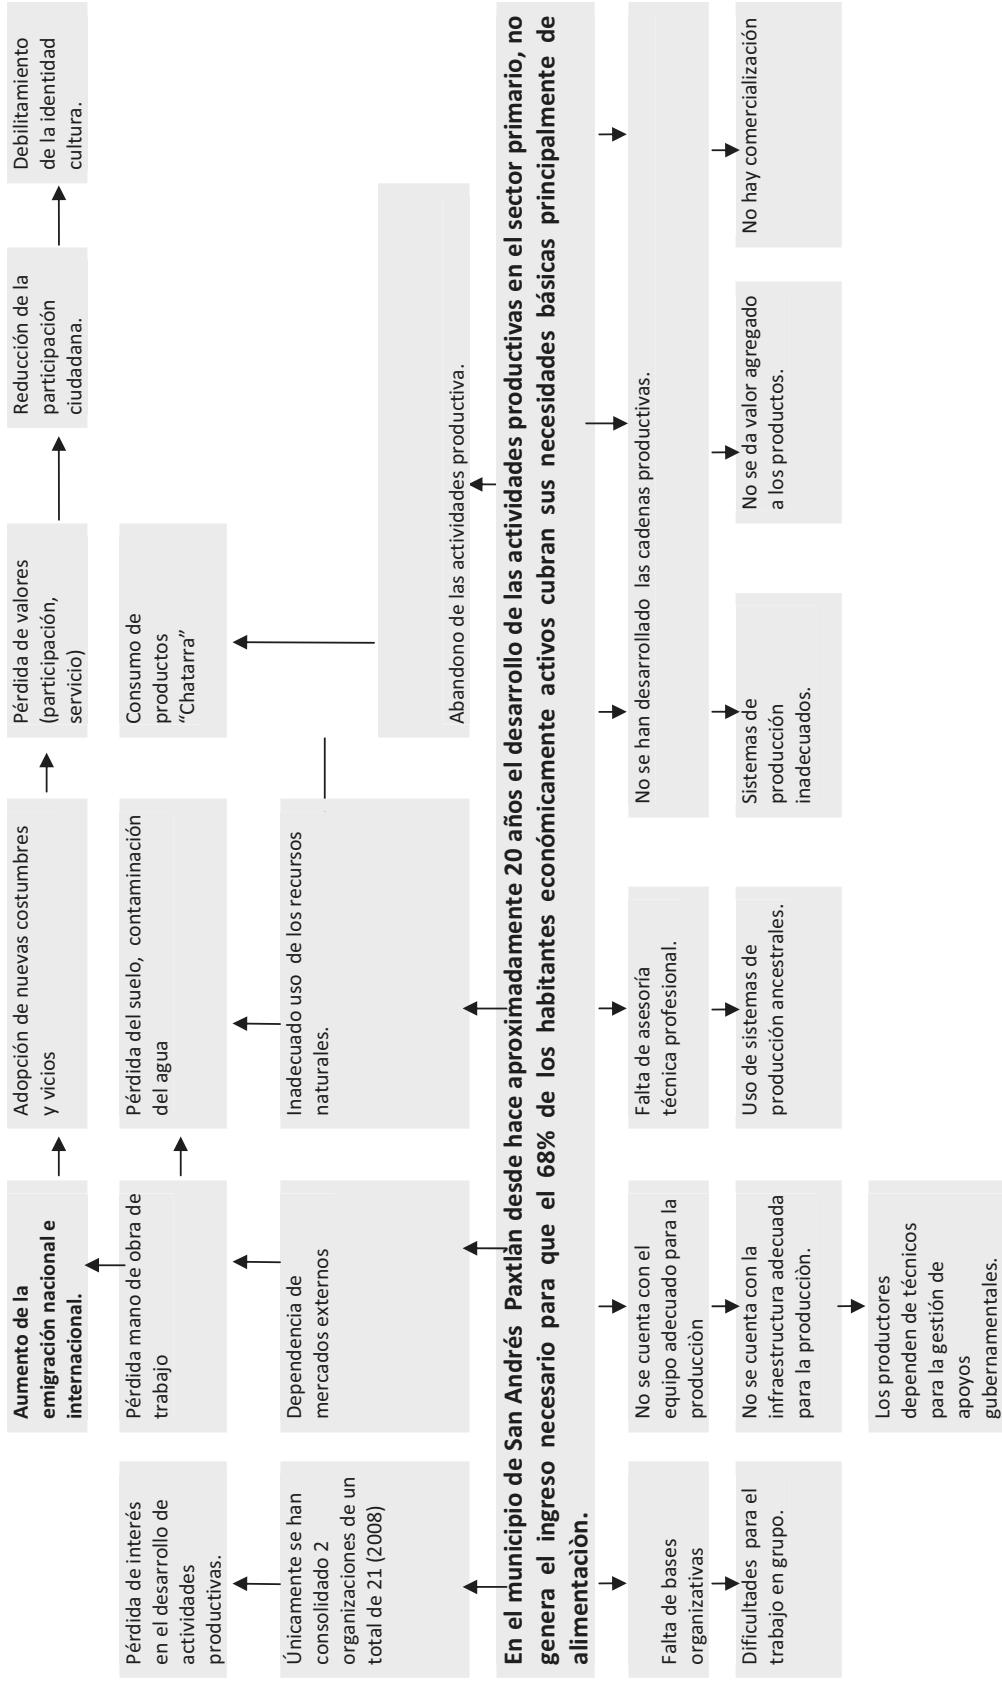 Aumento de la
emigración nacional e
internacional.
Adopción de nuevas costumbres
y vicios
Pérdida de valores
(participación,
servicio)
Reducción de la
participación
ciudadana.
Debilitamiento
de la identidad
cultura.
Pérdida de interés
en el desarrollo de
actividades
productivas.
Pérdida mano de obra de
trabajo
Pérdida del suelo, contaminación
del agua
Consumo de
productos
“Chatarra”
Únicamente se han
consolidado 2
organizaciones de un
total de 21 (2008)
Dependencia de
mercados externos
Inadecuado uso de los recursos
naturales.
Abandono de las actividades productiva.
En el municipio de San Andrés Paxtlàn desde hace aproximadamente 20 años el desarrollo de las actividades productivas en el sector primario, no
genera el ingreso necesario para que el 68% de los habitantes económicamente activos cubran sus necesidades básicas principalmente de
alimentaciòn.
Falta de bases
organizativas
No se cuenta con el
equipo adecuado para la
producciòn
Falta de asesoría
técnica profesional.
No se han desarrollado las cadenas productivas.
Dificultades para el
trabajo en grupo.
No se cuenta con la
infraestructura adecuada
para la producciòn.
Uso de sistemas de
producción ancestrales.
Sistemas de
producción
inadecuados.
No se da valor agregado
a los productos.
No hay comercialización
Los productores
dependen de técnicos
para la gestión de
apoyos
gubernamentales.